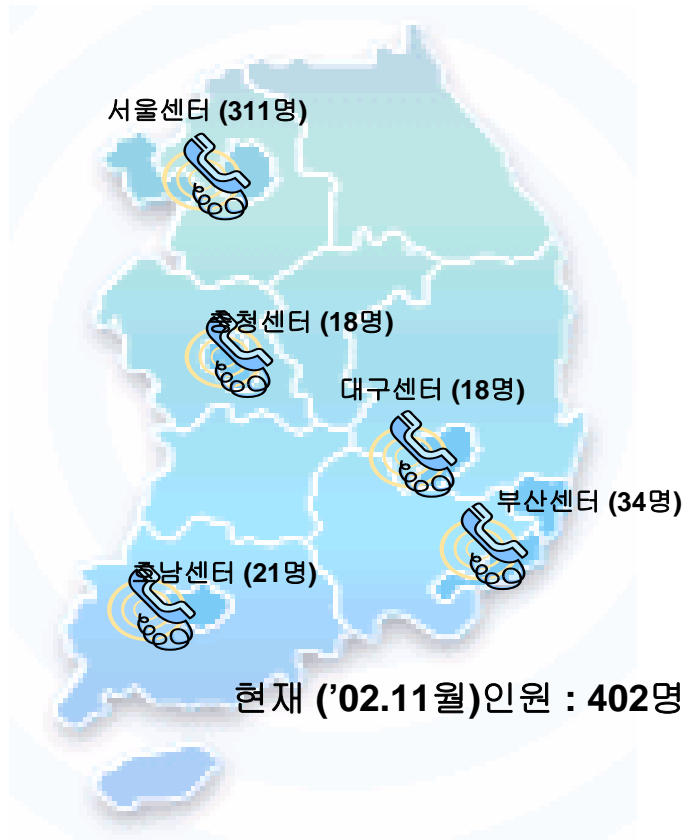 서울센터 (311명)
충청센터 (18명)
대구센터 (18명)
부산센터 (34명)
호남센터 (21명)
현재 (’02.11월)인원 : 402명